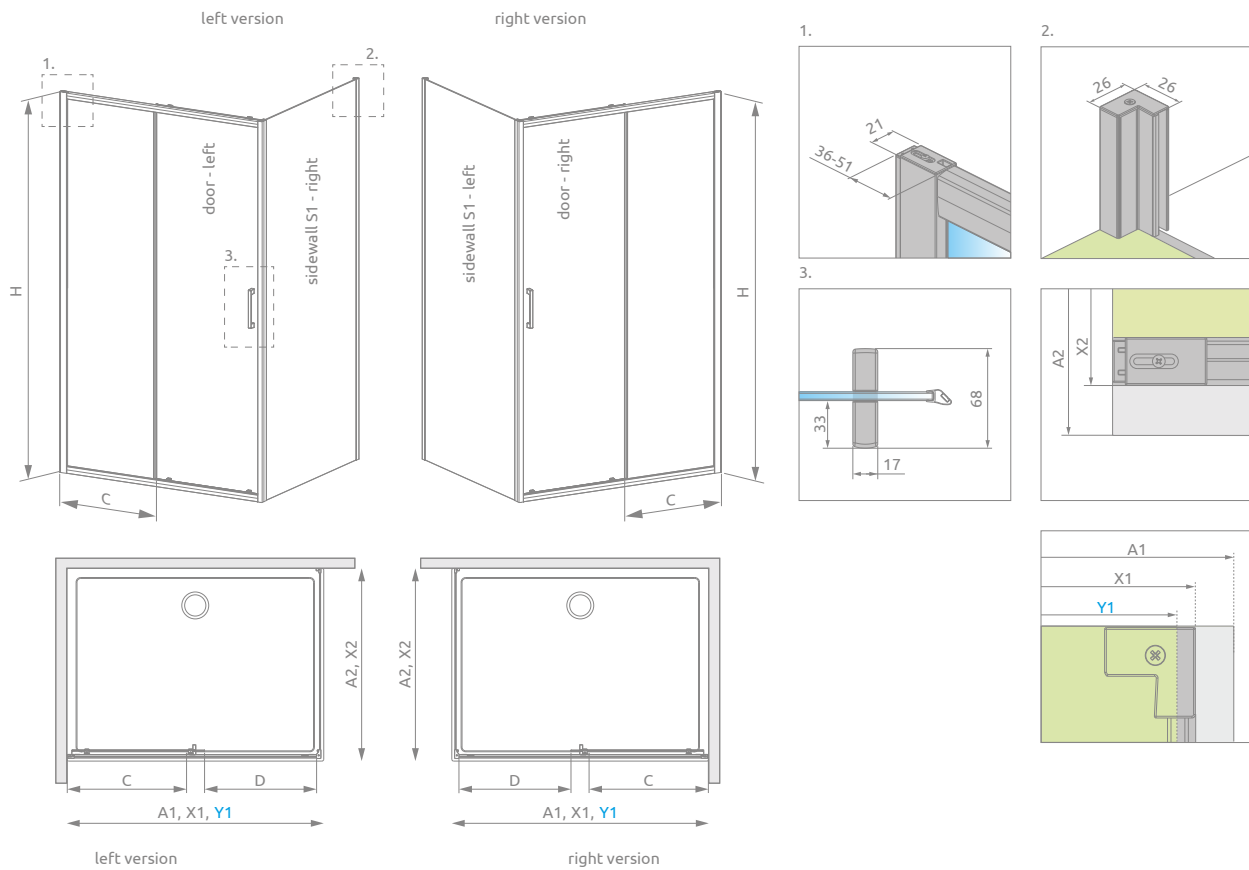 left version
right version
1.
2.
3.
H
C
door - left
sidewall S1 - right
sidewall S1 - left
door - right
H
C
1.
21
36-51
2.
26
26
3.
33
68
17
A2
X2
A1
X1
Y1
A2, X2
C
D
A1, X1, Y1
left version
A2, X2
D
C
A1, X1, Y1
right version